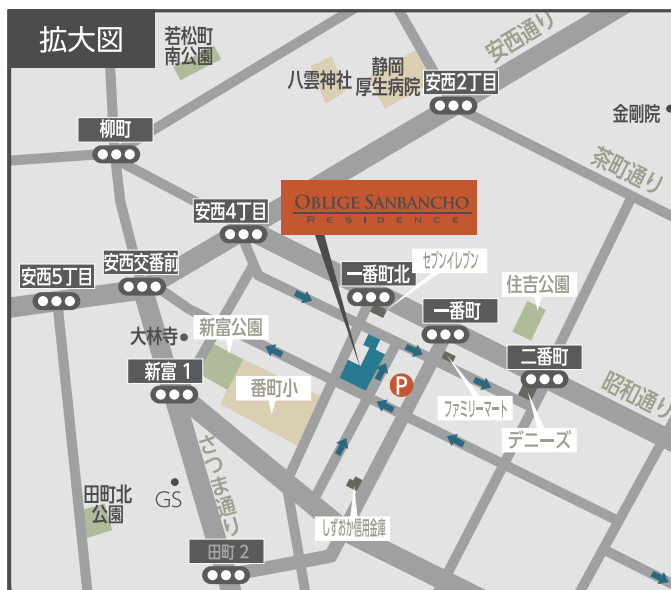 拡大図
若松町
南公園
八雲神社
静岡
厚生病院
安西通り
安西2丁目
金剛院
柳町
茶町通り
OBLIGE SANBANCHO
RESIDENCE
安西4丁目
セブンイレブン
安西交番前
安西5丁目
一番町北
住吉公園
一番町
新富公園
大林寺
二番町
新富1
番町小
P
昭和通り
ファミリーマート
デニーズ
さつま通り
田町北
公園
GS
しずおか信用金庫
田町2